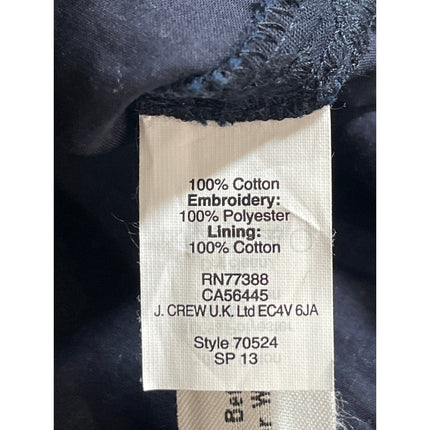 100% Cotton
Embroidery:
100% Polyester
Lining:
100% Cotton
RN77388
CA56445
J. CREW U.K. Ltd EC4V 6JA
Style 70524
SP 13